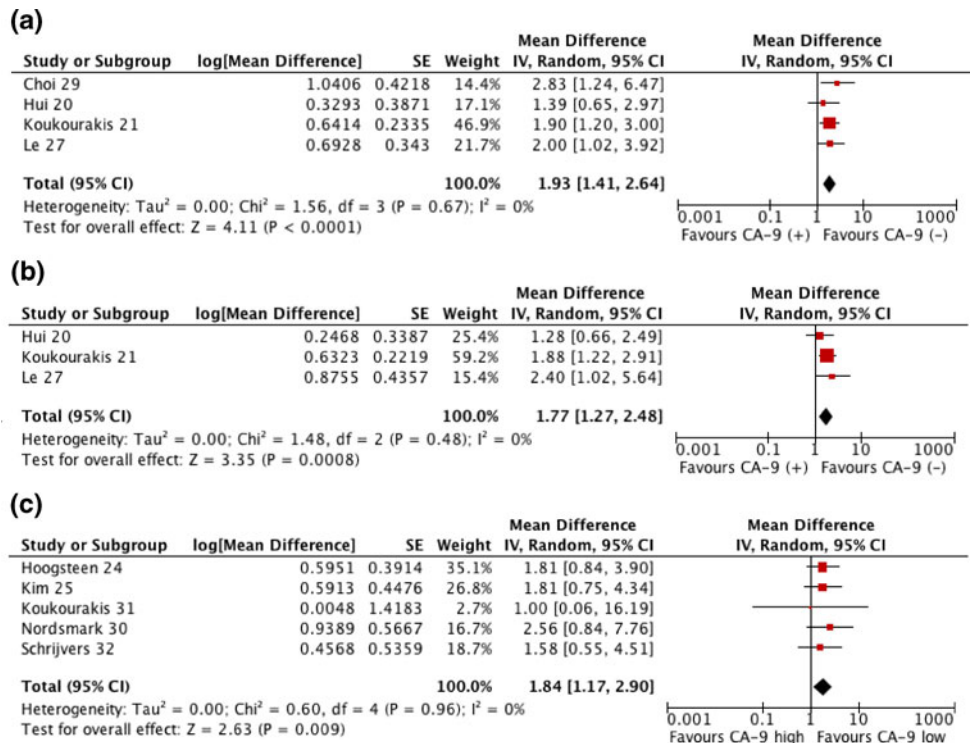 (a)
Mean Difference Mean Difference
Study or Subgroup log[Mean Difference] SE Weight IV, Random, 95% CI IV, Random, 95% CI
Choi 29 1.0406 0.4218 14.4% 2.83 [1.24, 6.47]
Hui 20 0.3293 0.3871 17.1% 1.39 [0.65, 2.97]
Koukourakis 21 0.6414 0.2335 46.9% 1.90 [1.20, 3.00]
Le 27 0.6928 0.343 21.7% 2.00 [1.02, 3.92]
Total (95% CI) 100.0% 1.93 [1.41, 2.64]
Heterogeneity: Tau² = 0.00; Chi² = 1.56, df = 3 (P = 0.67); I² = 0%
Test for overall effect: Z = 4.11 (P < 0.0001)
0.001 0.1 1 10 1000
Favours CA-9 (+) Favours CA-9 (-)
(b)
Mean Difference Mean Difference
Study or Subgroup log[Mean Difference] SE Weight IV, Random, 95% CI IV, Random, 95% CI
Hui 20 0.2468 0.3387 25.4% 1.28 [0.66, 2.49]
Koukourakis 21 0.6323 0.2219 59.2% 1.88 [1.22, 2.91]
Le 27 0.8755 0.4357 15.4% 2.40 [1.02, 5.64]
Total (95% CI) 100.0% 1.77 [1.27, 2.48]
Heterogeneity: Tau² = 0.00; Chi² = 1.48, df = 2 (P = 0.48); I² = 0%
Test for overall effect: Z = 3.35 (P = 0.0008)
0.001 0.1 1 10 1000
Favours CA-9 (+) Favours CA-9 (-)
(c)
Mean Difference Mean Difference
Study or Subgroup log[Mean Difference] SE Weight IV, Random, 95% CI IV, Random, 95% CI
Hoogsteen 24 0.5951 0.3914 35.1% 1.81 [0.84, 3.90]
Kim 25 0.5913 0.4476 26.8% 1.81 [0.75, 4.34]
Koukourakis 31 0.0048 1.4183 2.7% 1.00 [0.06, 16.19]
Nordsmark 30 0.9389 0.5667 16.7% 2.56 [0.84, 7.76]
Schrijvers 32 0.4568 0.5359 18.7% 1.58 [0.55, 4.51]
Total (95% CI) 100.0% 1.84 [1.17, 2.90]
Heterogeneity: Tau² = 0.00; Chi² = 0.60, df = 4 (P = 0.96); I² = 0%
Test for overall effect: Z = 2.63 (P = 0.009)
0.001 0.1 1 10 1000
Favours CA-9 high Favours CA-9 low